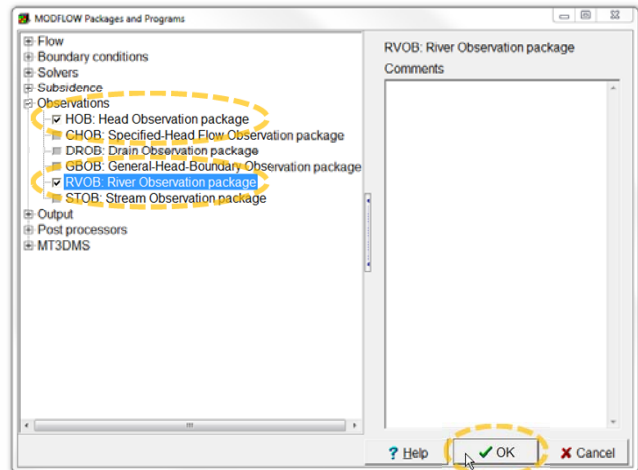 MODFLOW Packages and Programs
Flow
Boundary conditions
Solvers
Subsidence
Observations
HOB: Head Observation package
CHOB: Specified-Head Flow Observation package
DROB: Drain Observation package
GBOB: General-Head-Boundary Observation package
RVOB: River Observation package
STOB: Stream Observation package
Output
Post processors
MT3DMS
RVOB: River Observation package
Comments
? Help
OK
Cancel